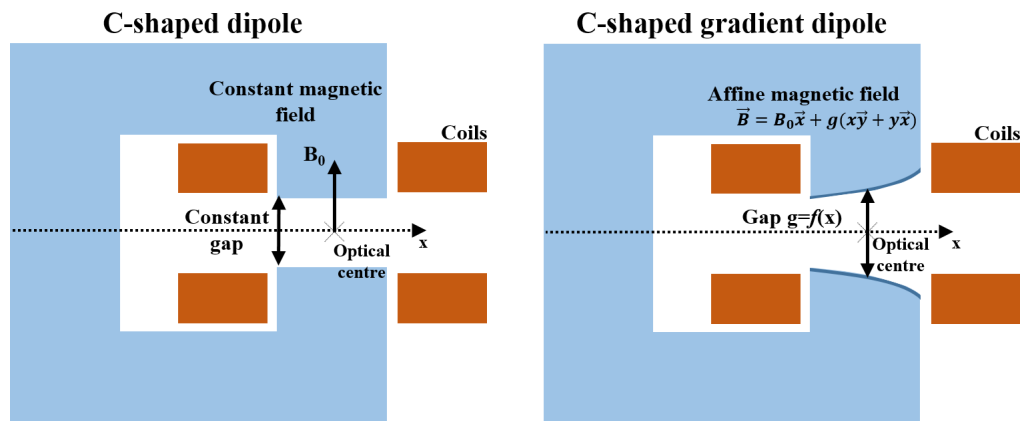 C-shaped dipole
Constant magnetic
field
Coils
B₀
Constant
gap
x
Optical
centre
C-shaped gradient dipole
Affine magnetic field
B⃗ = B₀x⃗ + g(xy⃗ + yx⃗)
Coils
Gap g=f(x)
x
Optical
centre